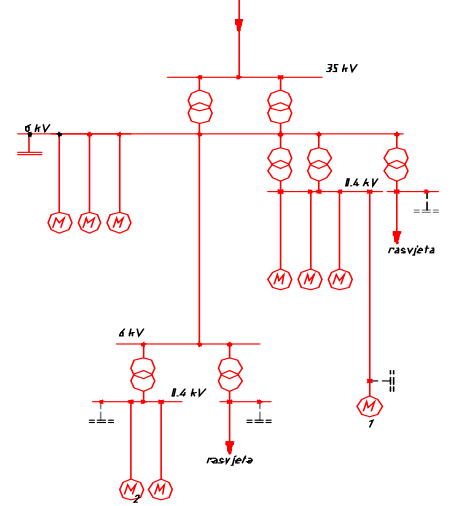 35 kV
6 kV
0.4 kV
M M M
rasvjeta
M M M
6 kV
0.4 kV
M
1
rasvjeta
M M
2